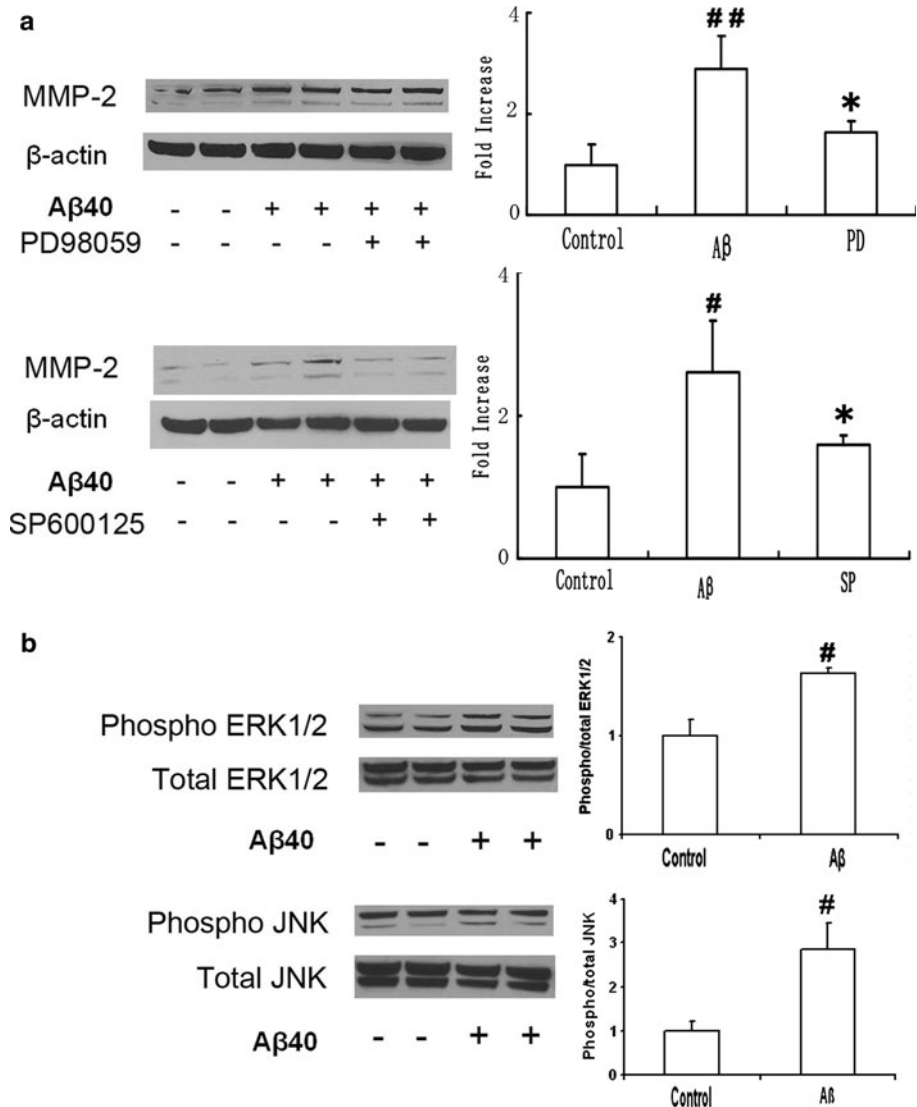 a
MMP-2
β-actin
Aβ40 - - + + + +
PD98059 - - - - + +
4
2
0
Fold Increase
##
*
Control Aβ PD
MMP-2
β-actin
Aβ40 - - + + + +
SP600125 - - - - + +
4
2
0
Fold Increase
#
*
Control Aβ SP
b
Phospho ERK1/2
Total ERK1/2
Aβ40 - - + +
2
1
0
Phospho/total ERK1/2
#
Control Aβ
Phospho JNK
Total JNK
Aβ40 - - + +
4
3
2
1
0
Phospho/total JNK
#
Control Aβ